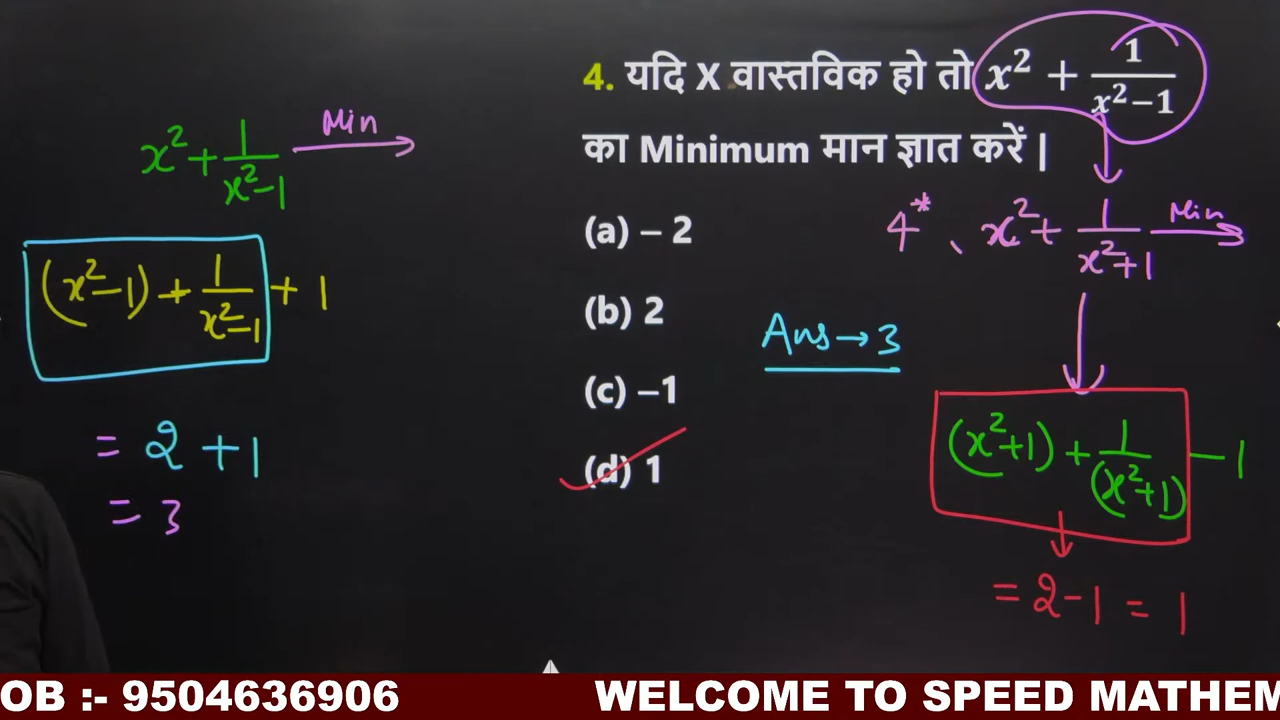 4. यदि X वास्तविक हो तो x² + 1/(x²−1)
का Minimum मान ज्ञात करें |
(a) – 2
(b) 2
(c) –1
(d) 1
x² + 1/(x²-1) Min →
(x²-1) + 1/(x²-1) + 1
= 2 + 1
= 3
Ans → 3
4*、 x² + 1/(x²+1) Min →
(x²+1) + 1/(x²+1) - 1
= 2 - 1 = 1
OB :- 9504636906 WELCOME TO SPEED MATHEM